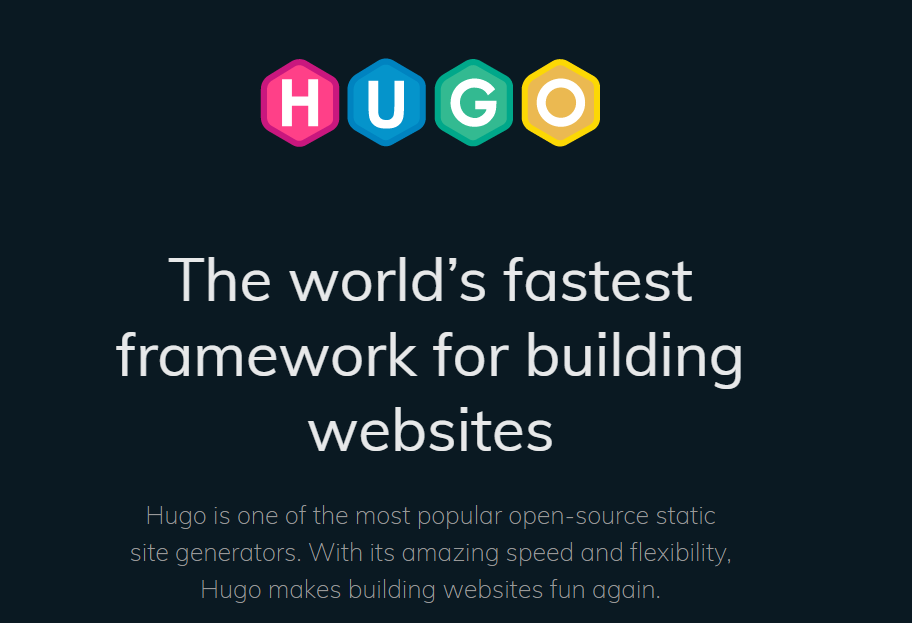 HUGO
The world’s fastest
framework for building
websites
Hugo is one of the most popular open-source static
site generators. With its amazing speed and flexibility,
Hugo makes building websites fun again.